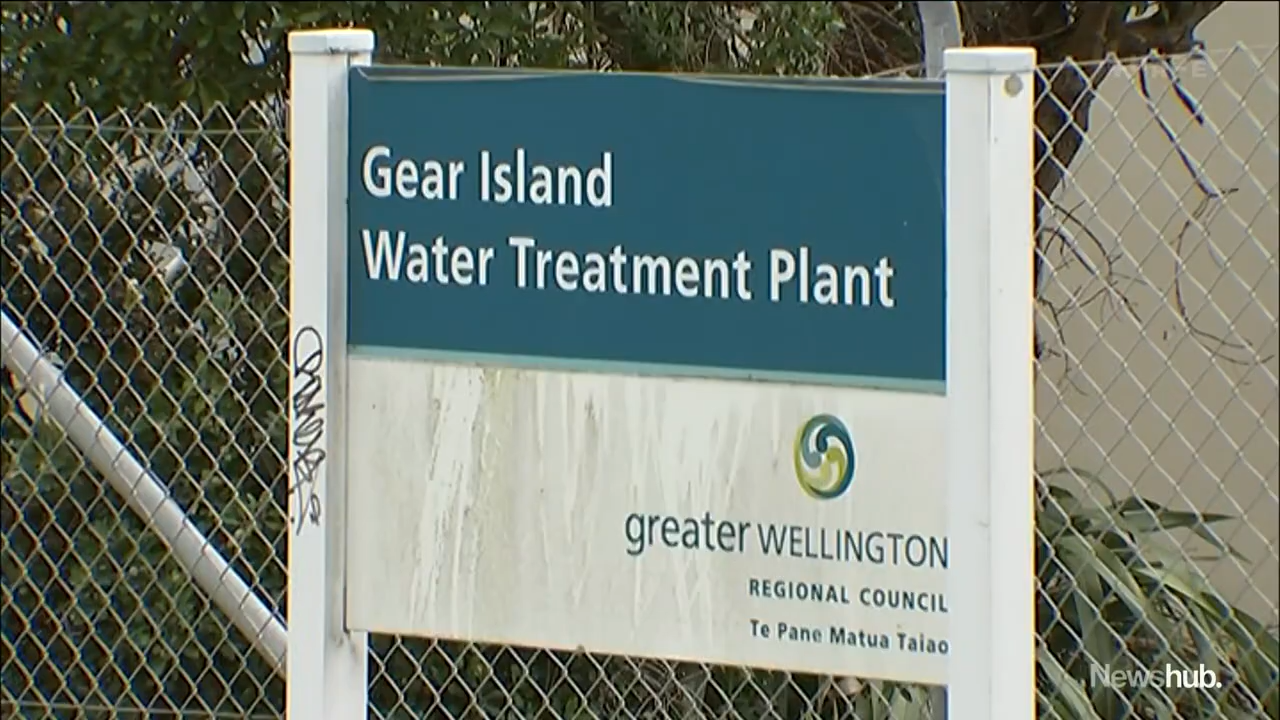 Gear Island
Water Treatment Plant
greater WELLINGTON
REGIONAL COUNCIL
Te Pane Matua Taiao
Newshub.